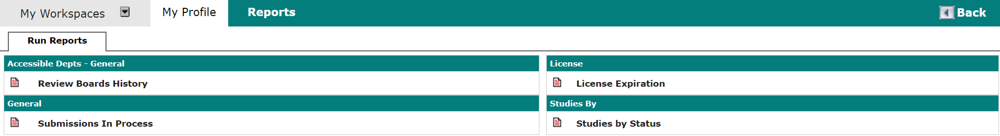 My Workspaces
My Profile
Reports
Back
Run Reports
Accessible Depts - General
Review Boards History
General
Submissions In Process
License
License Expiration
Studies By
Studies by Status